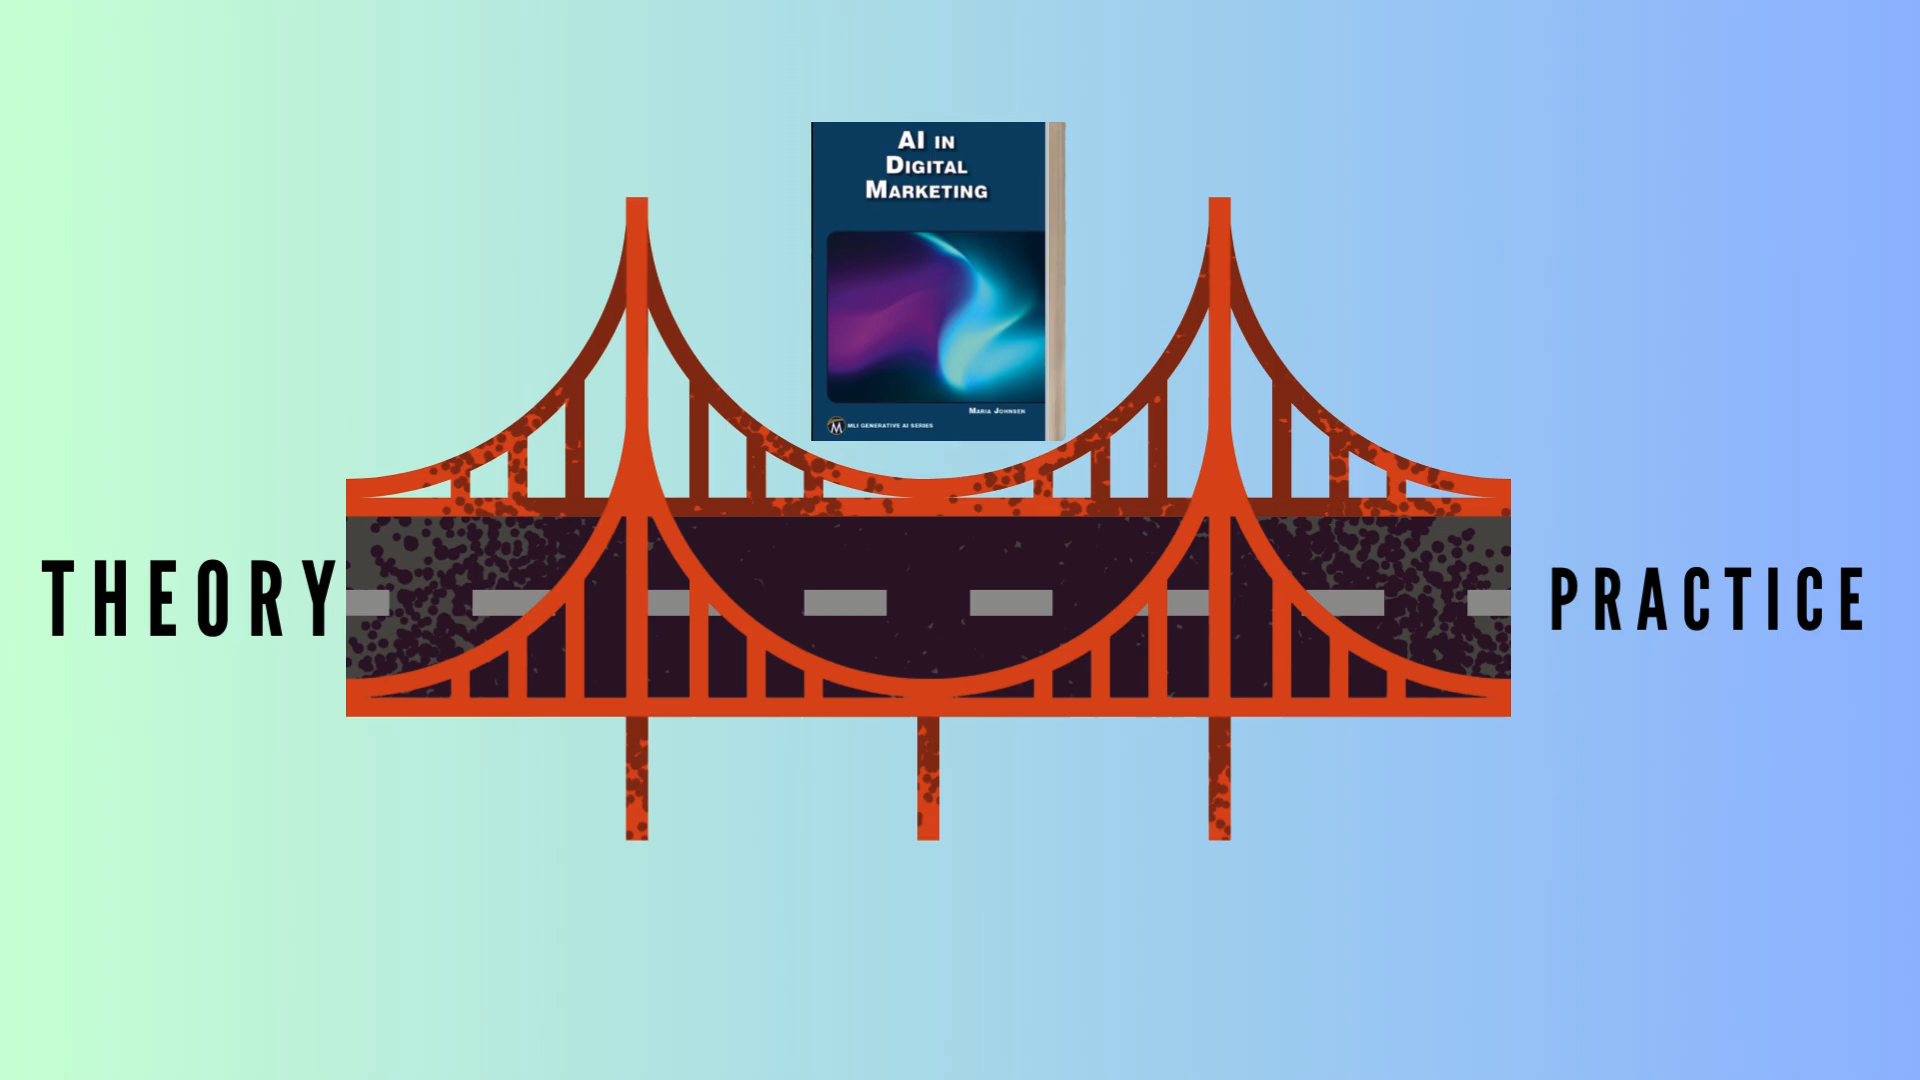 AI IN
DIGITAL
MARKETING
MARIA JOHNSEN
M
MLI GENERATIVE AI SERIES
THEORY
PRACTICE